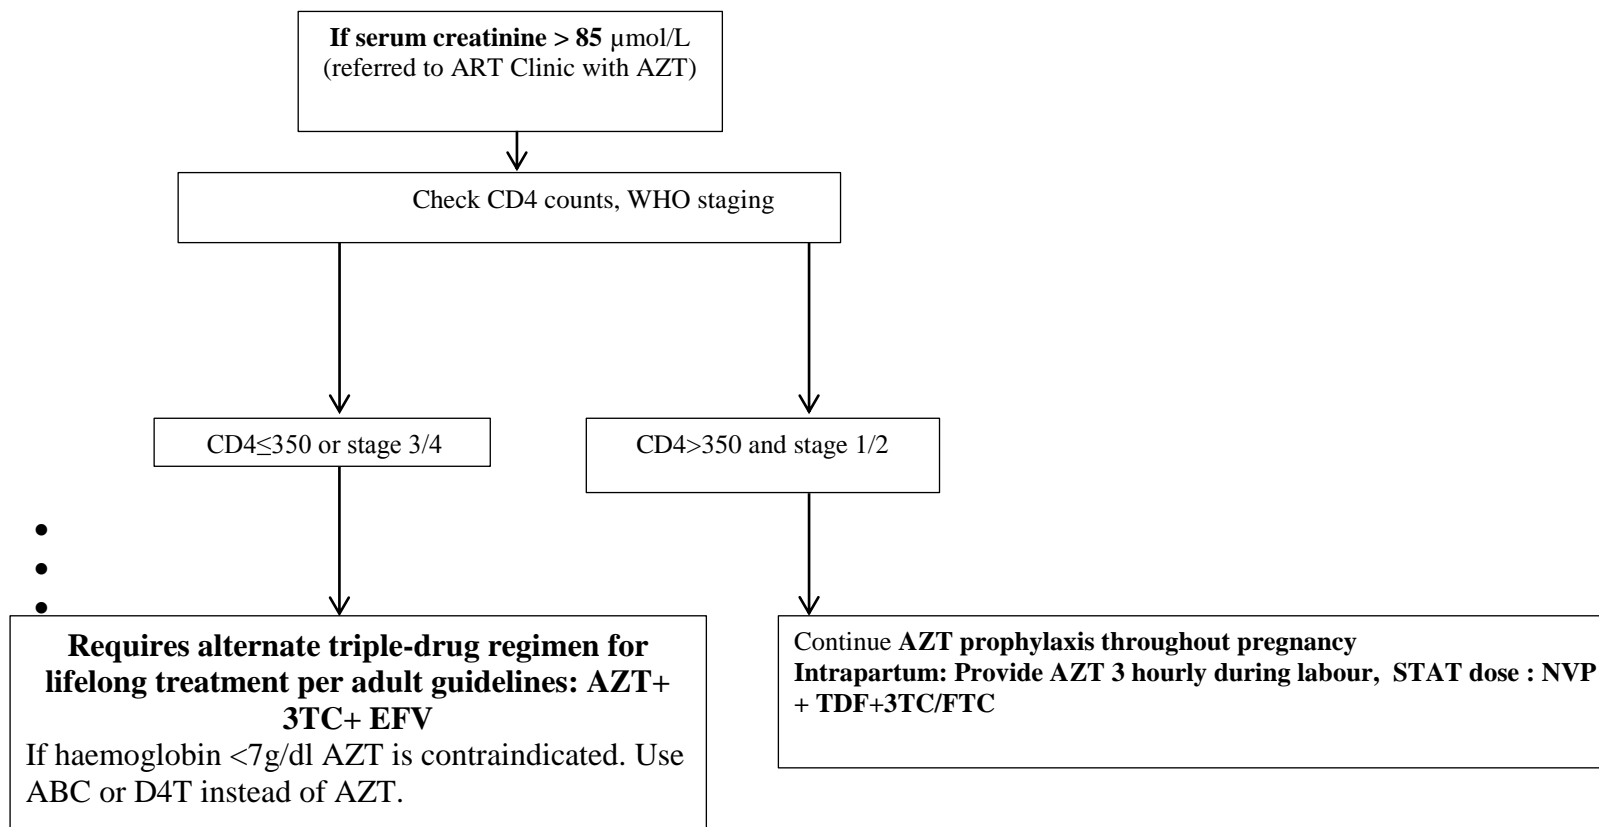 If serum creatinine > 85 µmol/L
(referred to ART Clinic with AZT)
Check CD4 counts, WHO staging
CD4≤350 or stage 3/4
CD4>350 and stage 1/2
Requires alternate triple-drug regimen for
lifelong treatment per adult guidelines: AZT+
3TC+ EFV
If haemoglobin <7g/dl AZT is contraindicated. Use
ABC or D4T instead of AZT.
Continue AZT prophylaxis throughout pregnancy
Intrapartum: Provide AZT 3 hourly during labour, STAT dose : NVP
+ TDF+3TC/FTC